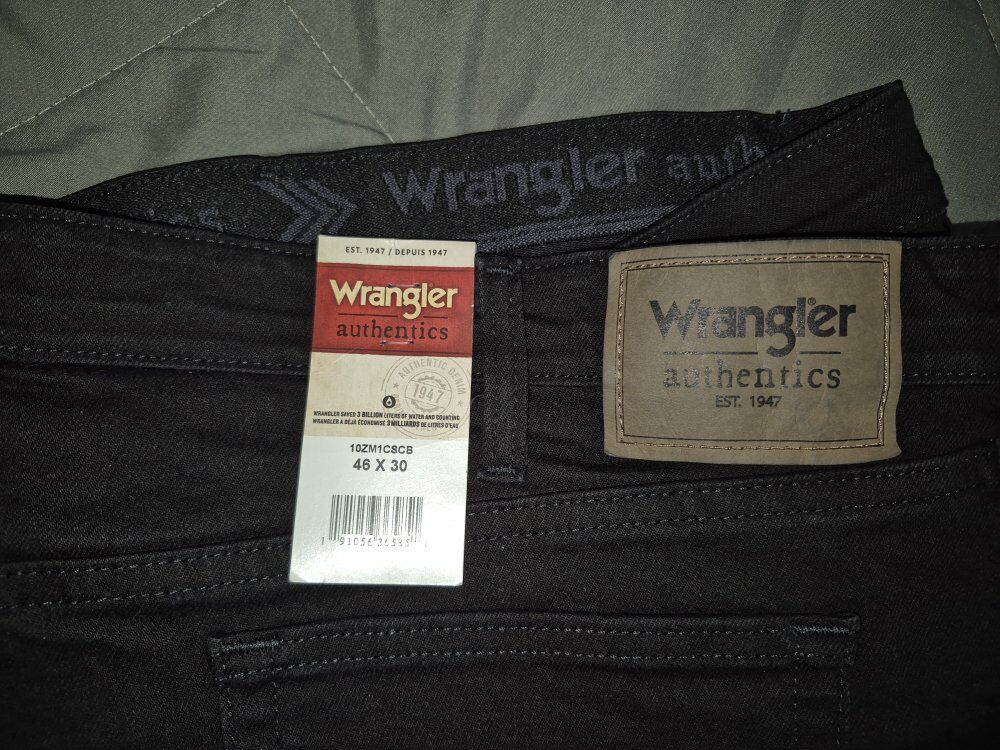 Wrangler auth
EST. 1947 / DEPUIS 1947
Wrangler
authentics
AUTHENTIC DENIM
1947
WRANGLER SAVED 3 BILLION LITERS OF WATER AND COUNTING
WRANGLER A DÉJÀ ÉCONOMISÉ 3 MILLIARDS DE LITRES D'EAU
10ZM1CSCB
46 X 30
Wrangler
authentics
EST. 1947